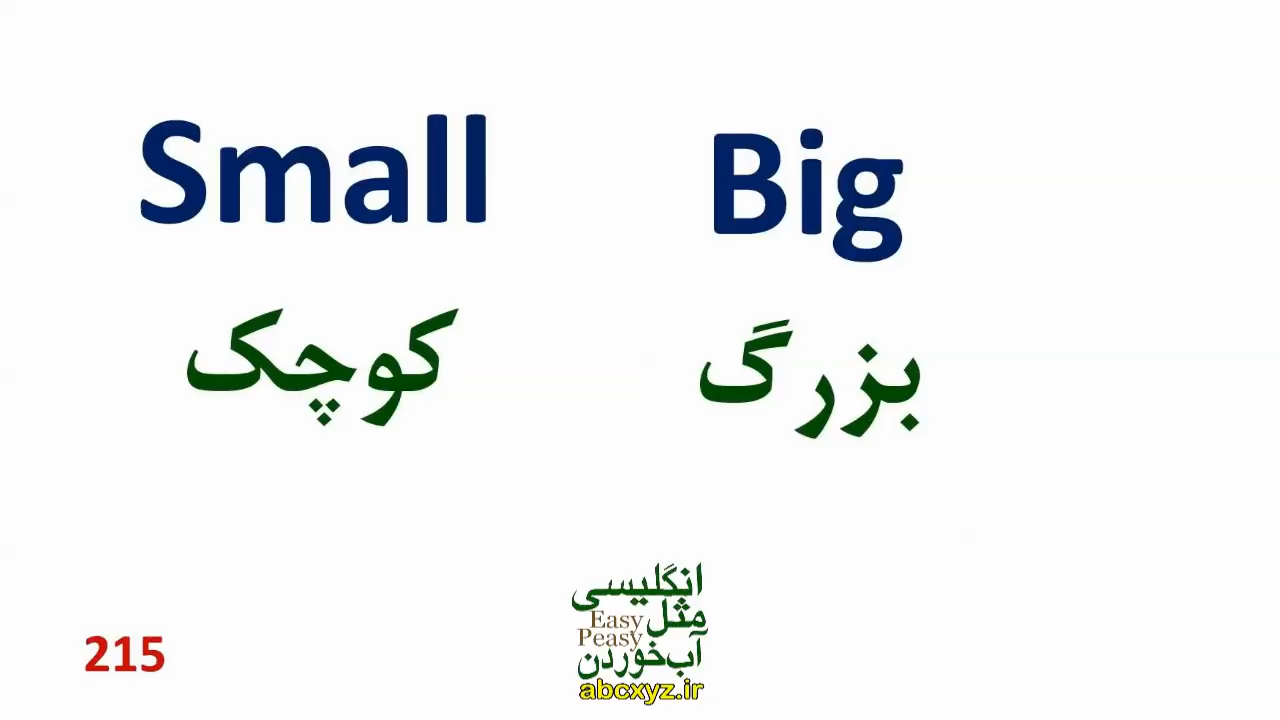 Small Big
کوچک بزرگ
215
انگلیسی
مثل Easy
Peasy
آب خوردن
abcxyz.ir